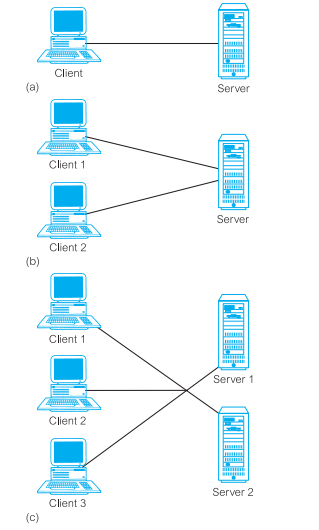 Client
Server
(a)
Client 1
Server
Client 2
(b)
Client 1
Server 1
Client 2
Server 2
Client 3
(c)